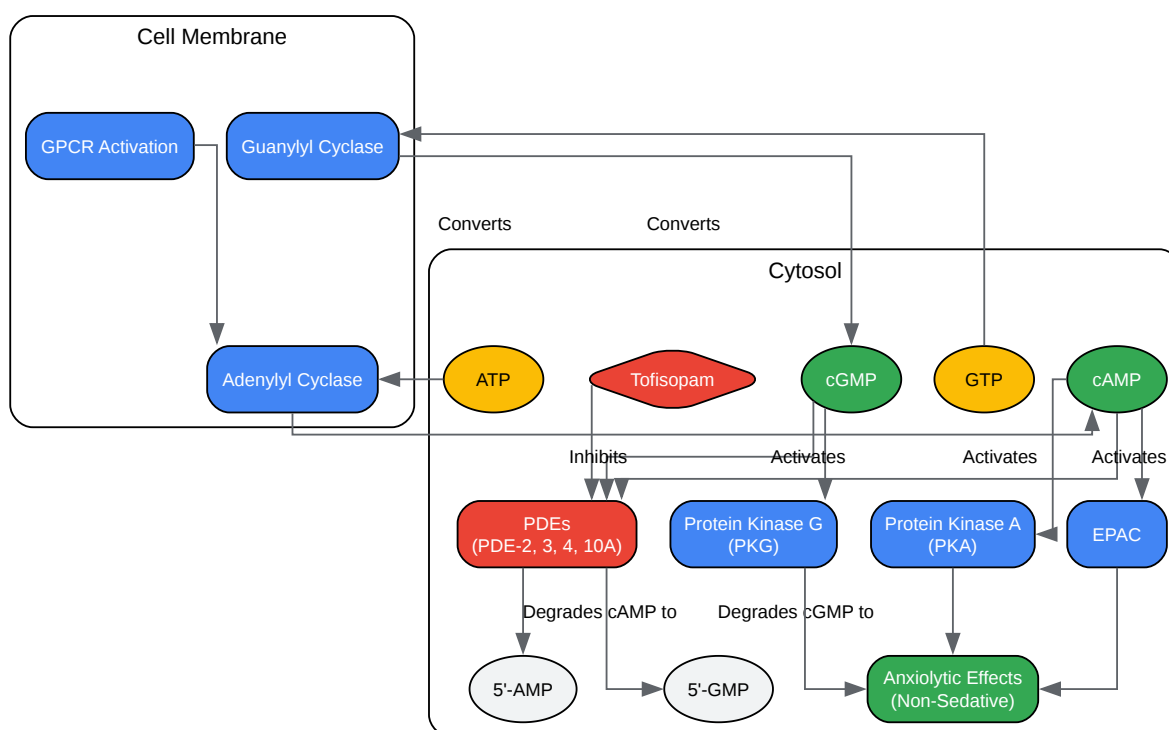 Cell Membrane
GPCR Activation
Guanylyl Cyclase
Converts
Converts
Cytosol
Adenylyl Cyclase
ATP
Tofisopam
cGMP
GTP
cAMP
Inhibits
Activates
Activates
Activates
PDEs
(PDE-2, 3, 4, 10A)
Protein Kinase G
(PKG)
Protein Kinase A
(PKA)
EPAC
Degrades cAMP to
Degrades cGMP to
5'-AMP
5'-GMP
Anxiolytic Effects
(Non-Sedative)